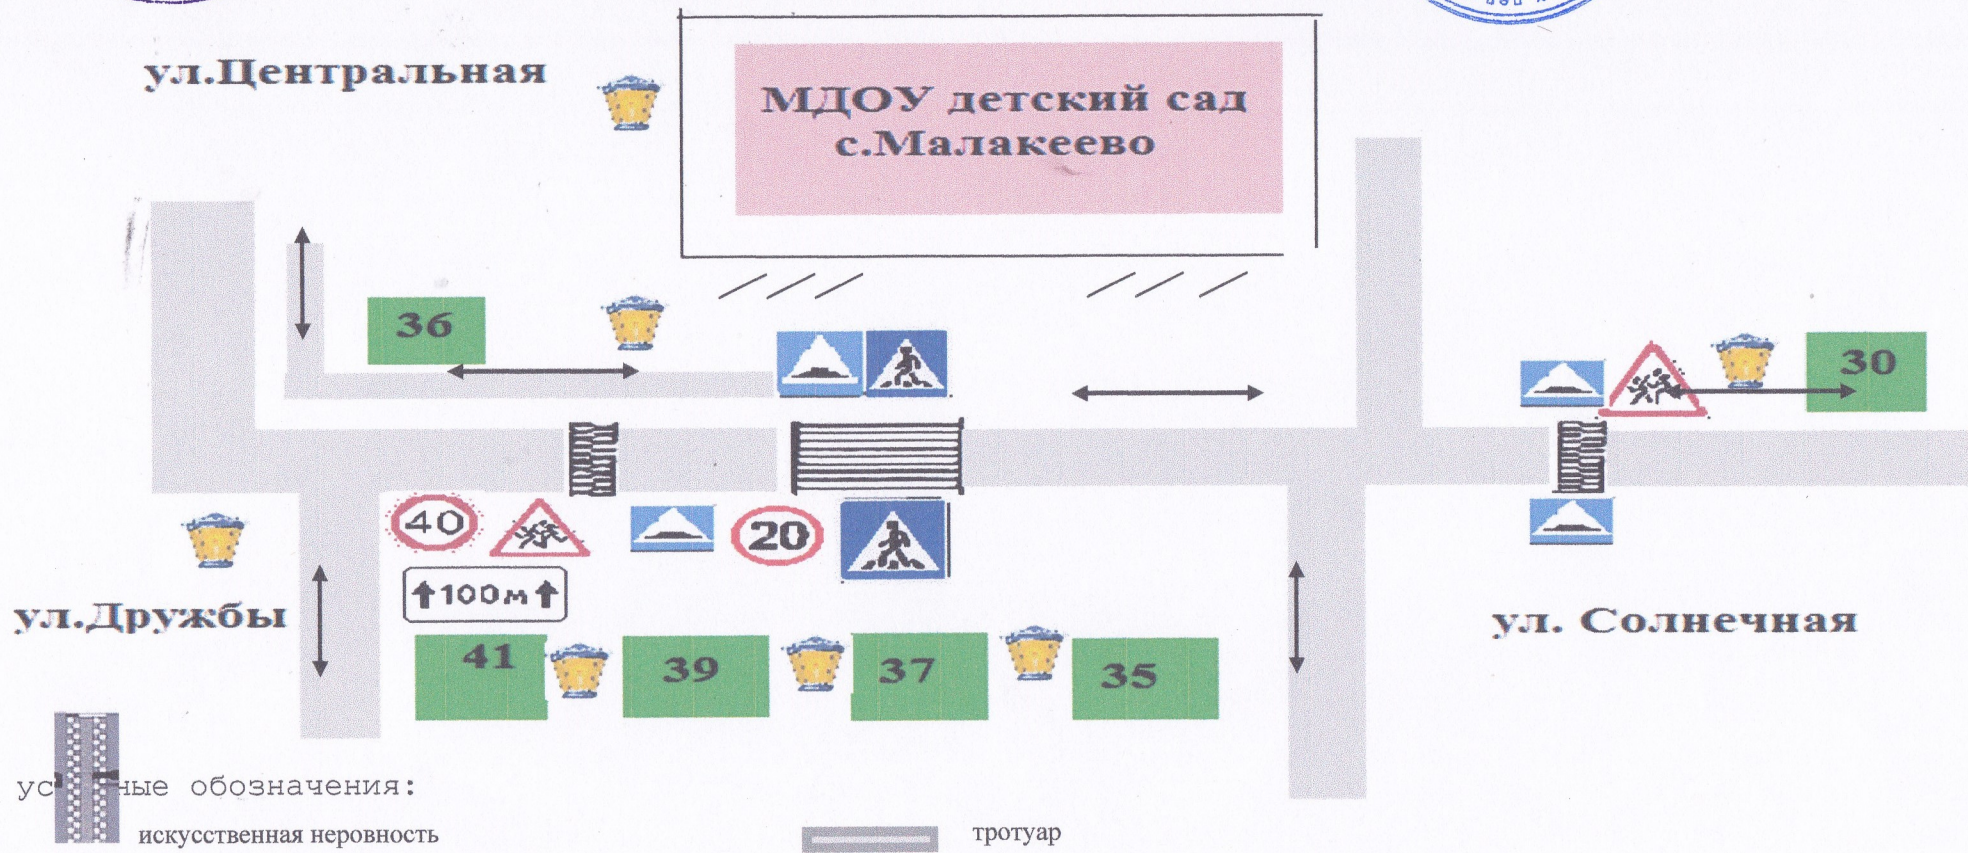 ул.Центральная
МДОУ детский сад
с.Малакеево
36
30
40
20
100м
ул.Дружбы
ул. Солнечная
41
39
37
35
обозначения:
искусственная неровность
тротуар